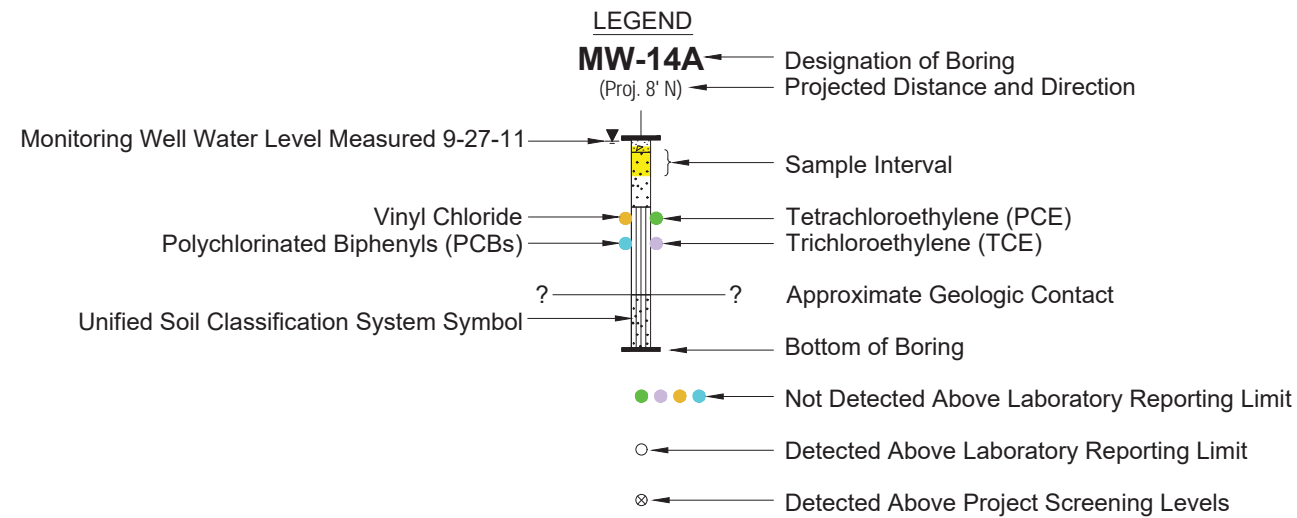 LEGEND
MW-14A
Designation of Boring
(Proj. 8' N)
Projected Distance and Direction
Monitoring Well Water Level Measured 9-27-11
Sample Interval
Vinyl Chloride
Tetrachloroethylene (PCE)
Polychlorinated Biphenyls (PCBs)
Trichloroethylene (TCE)
? ?
Approximate Geologic Contact
Unified Soil Classification System Symbol
Bottom of Boring
Not Detected Above Laboratory Reporting Limit
Detected Above Laboratory Reporting Limit
Detected Above Project Screening Levels